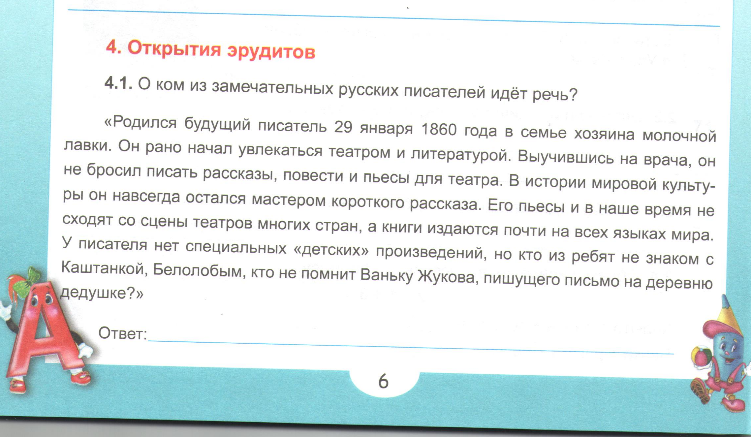 4. Открытия эрудитов
4.1. О ком из замечательных русских писателей идёт речь?
«Родился будущий писатель 29 января 1860 года в семье хозяина молочной
лавки. Он рано начал увлекаться театром и литературой. Выучившись на врача, он
не бросил писать рассказы, повести и пьесы для театра. В истории мировой культу-
ры он навсегда остался мастером короткого рассказа. Его пьесы и в наше время не
сходят со сцены театров многих стран, а книги издаются почти на всех языках мира.
У писателя нет специальных «детских» произведений, но кто из ребят не знаком с
Каштанкой, Белолобым, кто не помнит Ваньку Жукова, пишущего письмо на деревню
дедушке?»
Ответ:
6